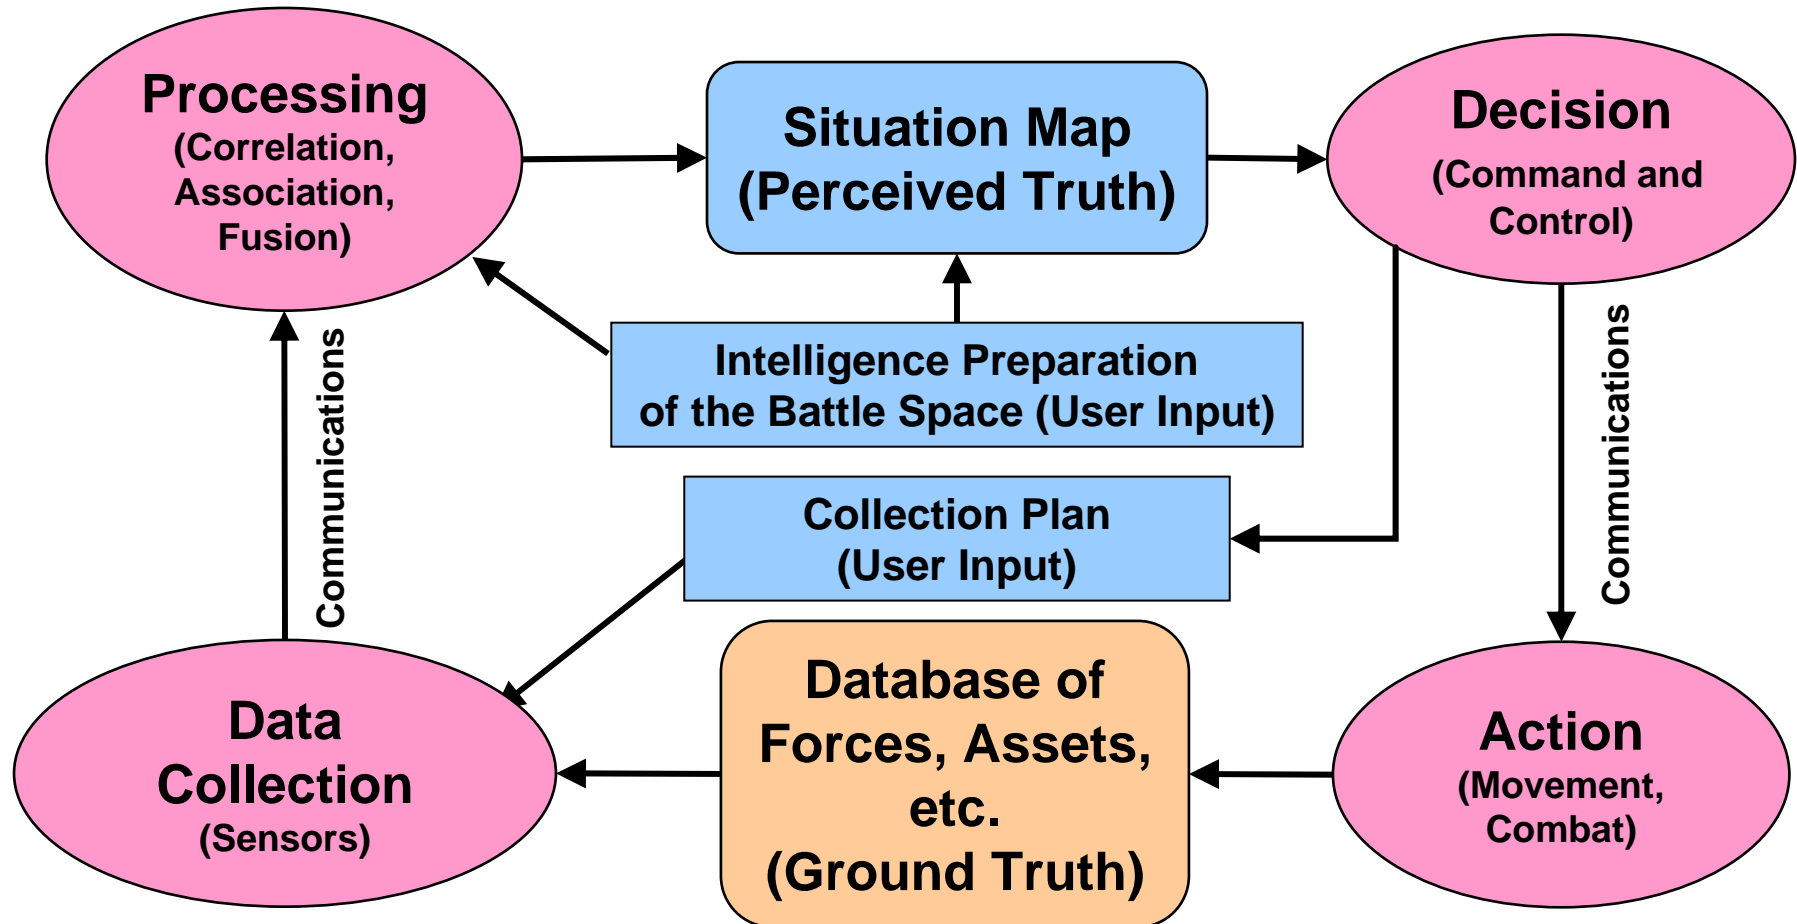 Processing
(Correlation,
Association,
Fusion)
Situation Map
(Perceived Truth)
Decision
(Command and
Control)
Intelligence Preparation
of the Battle Space (User Input)
Communications
Communications
Collection Plan
(User Input)
Data
Collection
(Sensors)
Database of
Forces, Assets,
etc.
(Ground Truth)
Action
(Movement,
Combat)